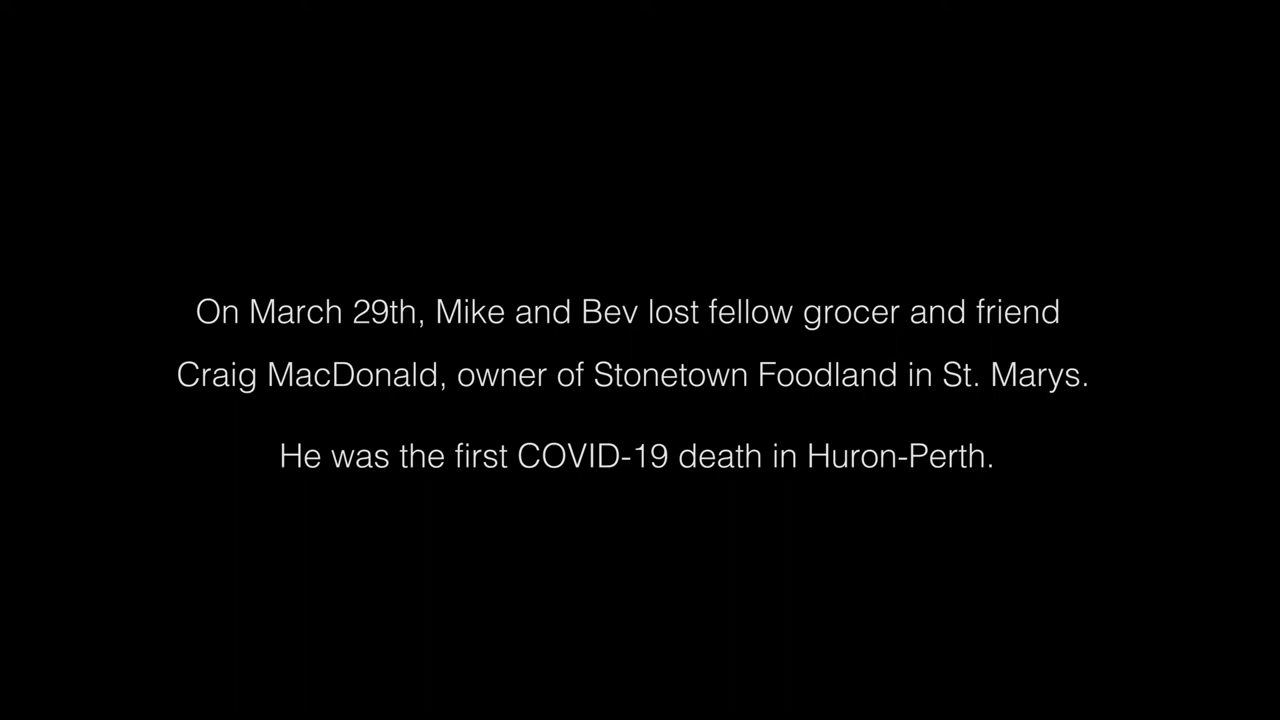 On March 29th, Mike and Bev lost fellow grocer and friend
Craig MacDonald, owner of Stonetown Foodland in St. Marys.
He was the first COVID-19 death in Huron-Perth.